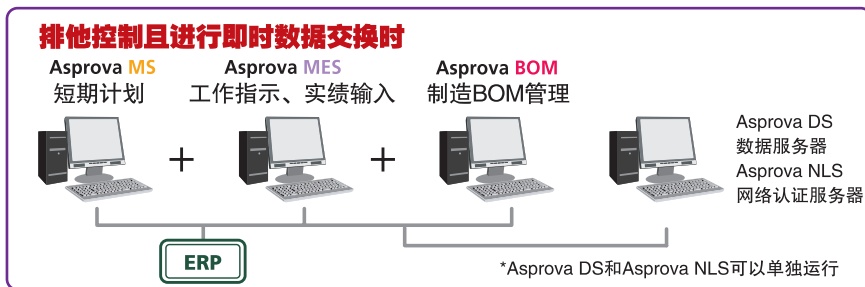 排他控制且进行即时数据交换时
Asprova MS
短期计划
Asprova MES
工作指示、实绩输入
Asprova BOM
制造BOM管理
+
+
Asprova DS
数据服务器
Asprova NLS
网络认证服务器
ERP
*Asprova DS和Asprova NLS可以单独运行